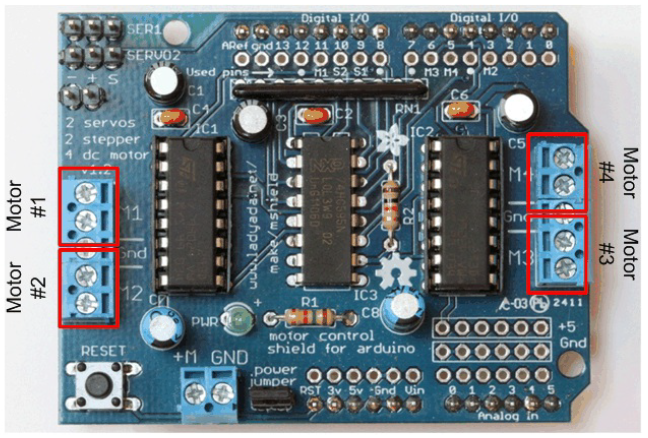 SER1
SERVO2
- + S
Digital I/O
Digital I/O
ARef gnd 13 12 11 10 9 8
7 6 5 4 3 2 1 0
Used pins
M1 S2 S1
M3 M4 M2
2 servos
2 stepper
4 dc motor
v1.2
C1
C4
IC1
C3
C2
RN1
IC2
C6
C5
www.ladyada.net/
make/mshield
R2
Motor
#1
M1
Gnd
Motor
#2
M2
M4
#4
Motor
Gnd
M3
#3
Motor
IC3
C8
R1
PWR
+
motor control
shield for arduino
2411
+5
Gnd
RESET
+M GND
power
jumper
RST 3v 5v -Gnd Vin
0 1 2 3 4 5
Analog In